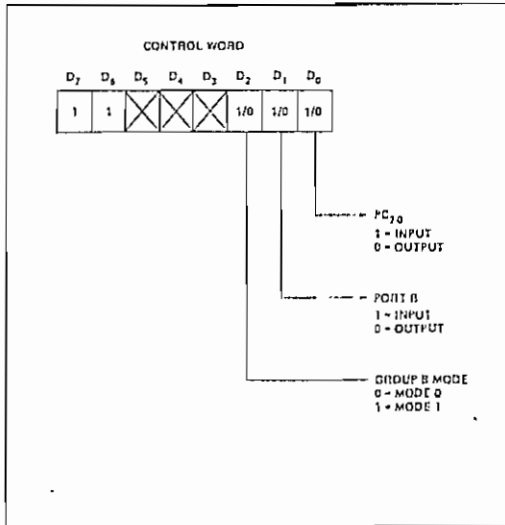 CONTROL WORD
D7 D6 D5 D4 D3 D2 D1 D0
1 1 1/0 1/0 1/0
PC2-0
1 - INPUT
0 - OUTPUT
PORT B
1 - INPUT
0 - OUTPUT
GROUP B MODE
0 - MODE 0
1 - MODE 1